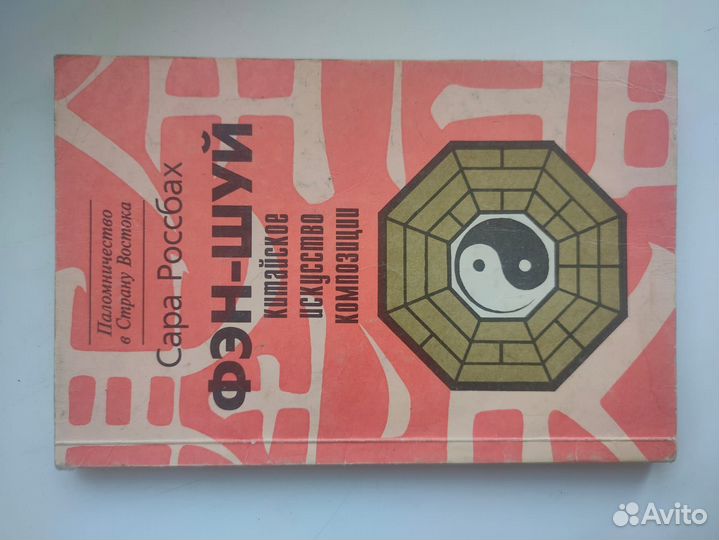 Паломничество
в Страну Востока
Сара Россбах
ФЭН-ШУЙ
Китайское
искусство
композиции
Avito